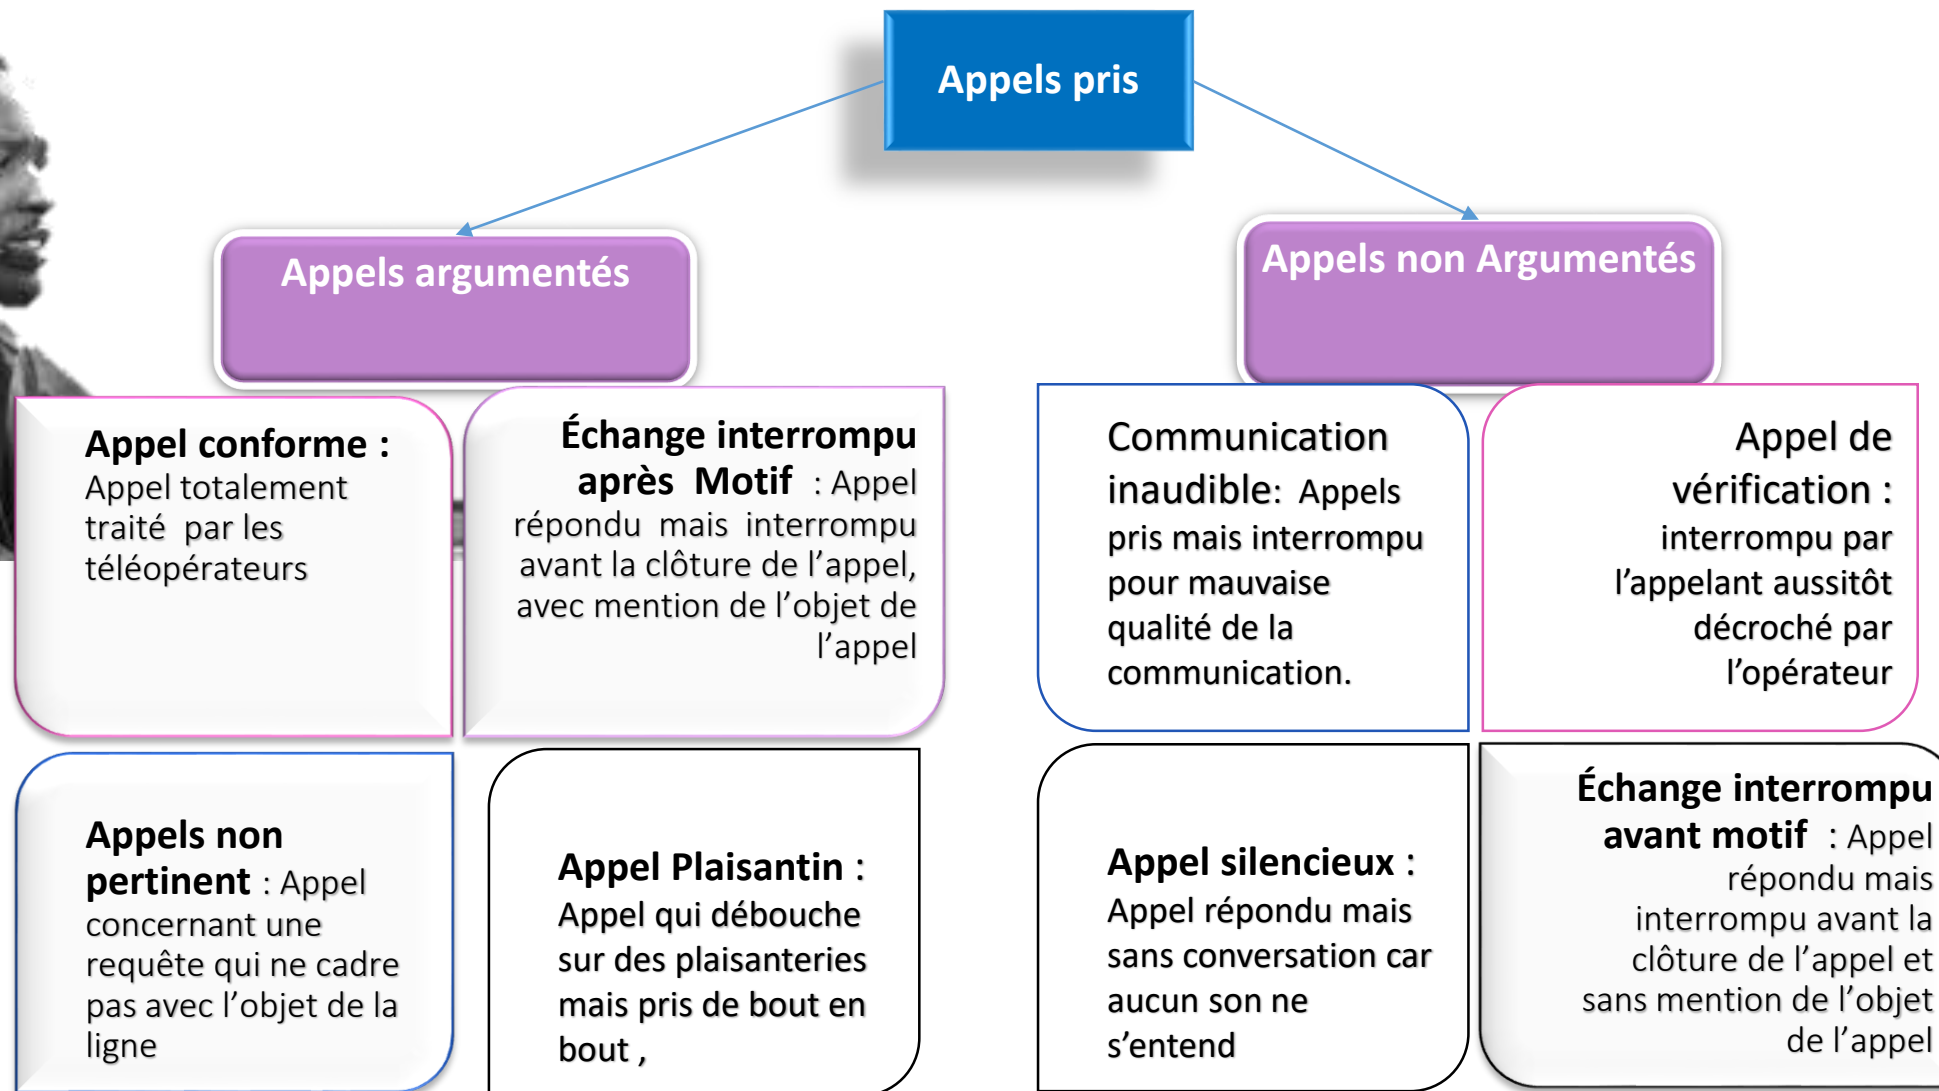 Appels pris
Appels argumentés
Appels non Argumentés
Appel conforme :
Appel totalement
traité par les
téléopérateurs
Échange interrompu
après Motif : Appel
répondu mais interrompu
avant la clôture de l’appel,
avec mention de l’objet de
l’appel
Communication
inaudible: Appels
pris mais interrompu
pour mauvaise
qualité de la
communication.
Appel de
vérification :
interrompu par
l’appelant aussitôt
décroché par
l’opérateur
Appels non
pertinent : Appel
concernant une
requête qui ne cadre
pas avec l’objet de la
ligne
Appel Plaisantin :
Appel qui débouche
sur des plaisanteries
mais pris de bout en
bout ,
Appel silencieux :
Appel répondu mais
sans conversation car
aucun son ne
s’entend
Échange interrompu
avant motif : Appel
répondu mais
interrompu avant la
clôture de l’appel et
sans mention de l’objet
de l’appel